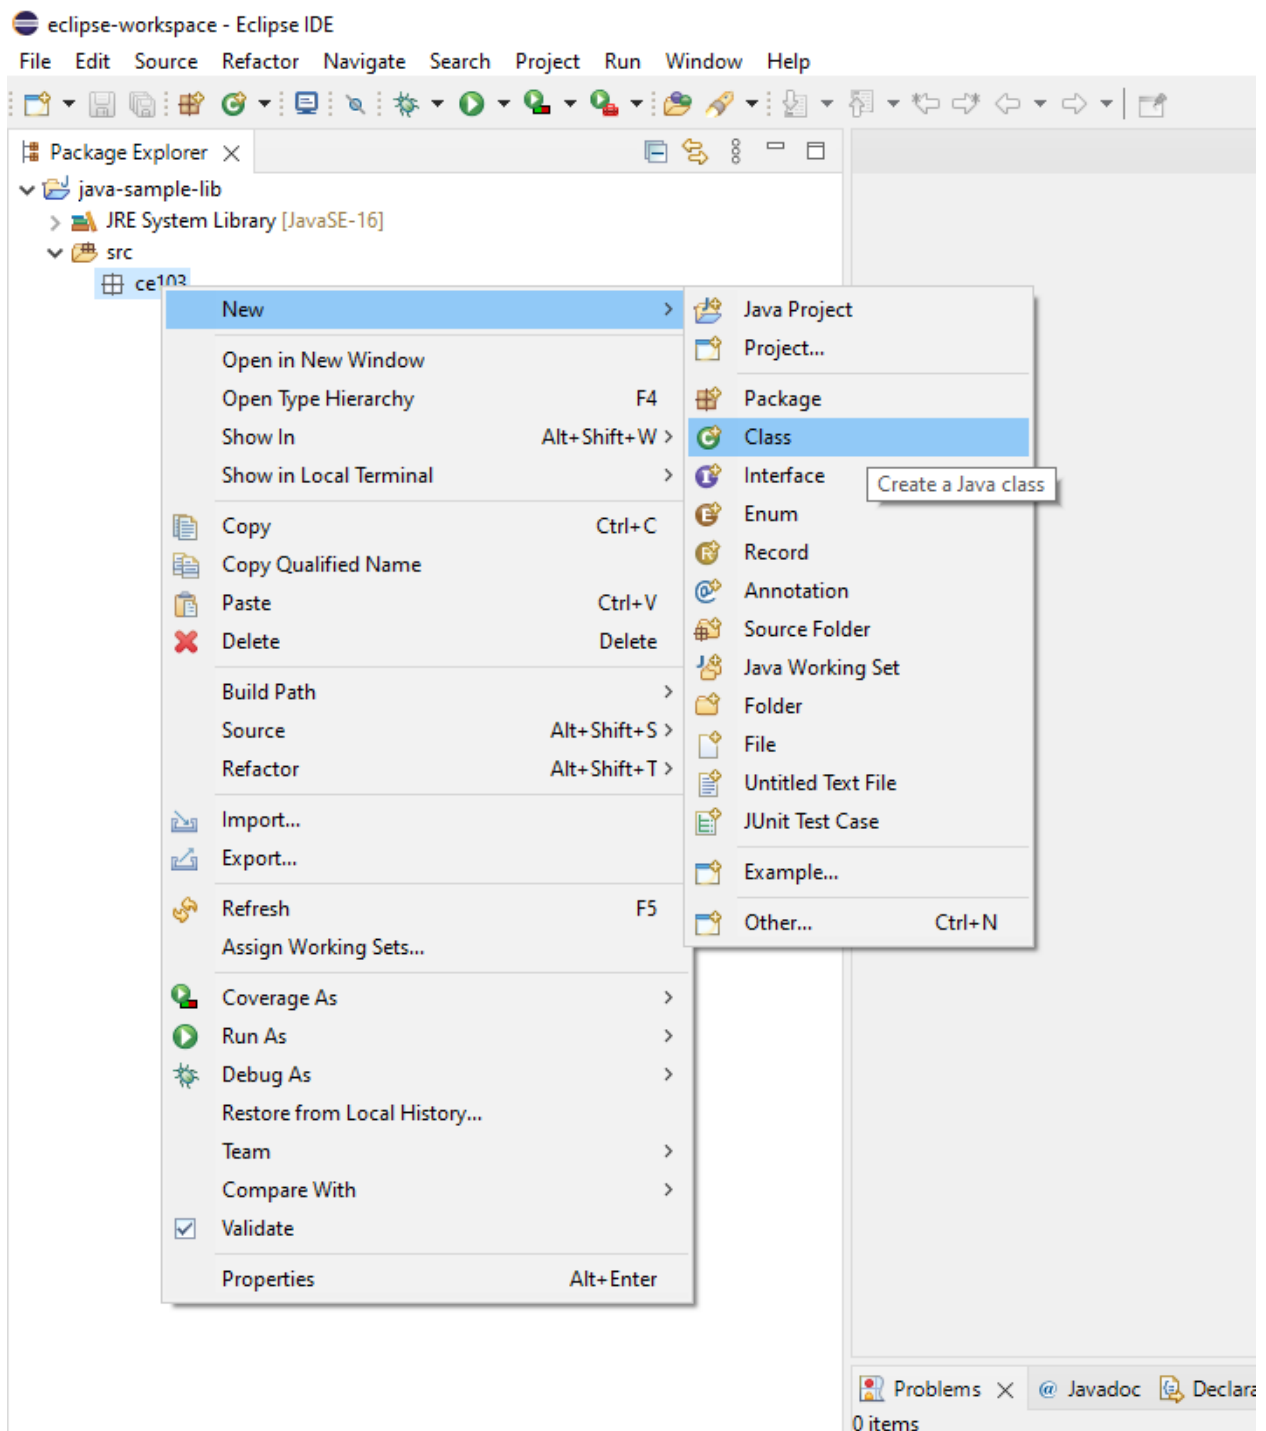 eclipse-workspace - Eclipse IDE
File Edit Source Refactor Navigate Search Project Run Window Help
Package Explorer
java-sample-lib
JRE System Library [JavaSE-16]
src
ce103
New
Open in New Window
Open Type Hierarchy F4
Show In Alt+Shift+W >
Show in Local Terminal
Copy Ctrl+C
Copy Qualified Name
Paste Ctrl+V
Delete Delete
Build Path
Source Alt+Shift+S >
Refactor Alt+Shift+T >
Import...
Export...
Refresh F5
Assign Working Sets...
Coverage As
Run As
Debug As
Restore from Local History...
Team
Compare With
Validate
Properties Alt+Enter
Java Project
Project...
Package
Class
Interface
Create a Java class
Enum
Record
Annotation
Source Folder
Java Working Set
Folder
File
Untitled Text File
JUnit Test Case
Example...
Other... Ctrl+N
Problems @ Javadoc Declara
0 items